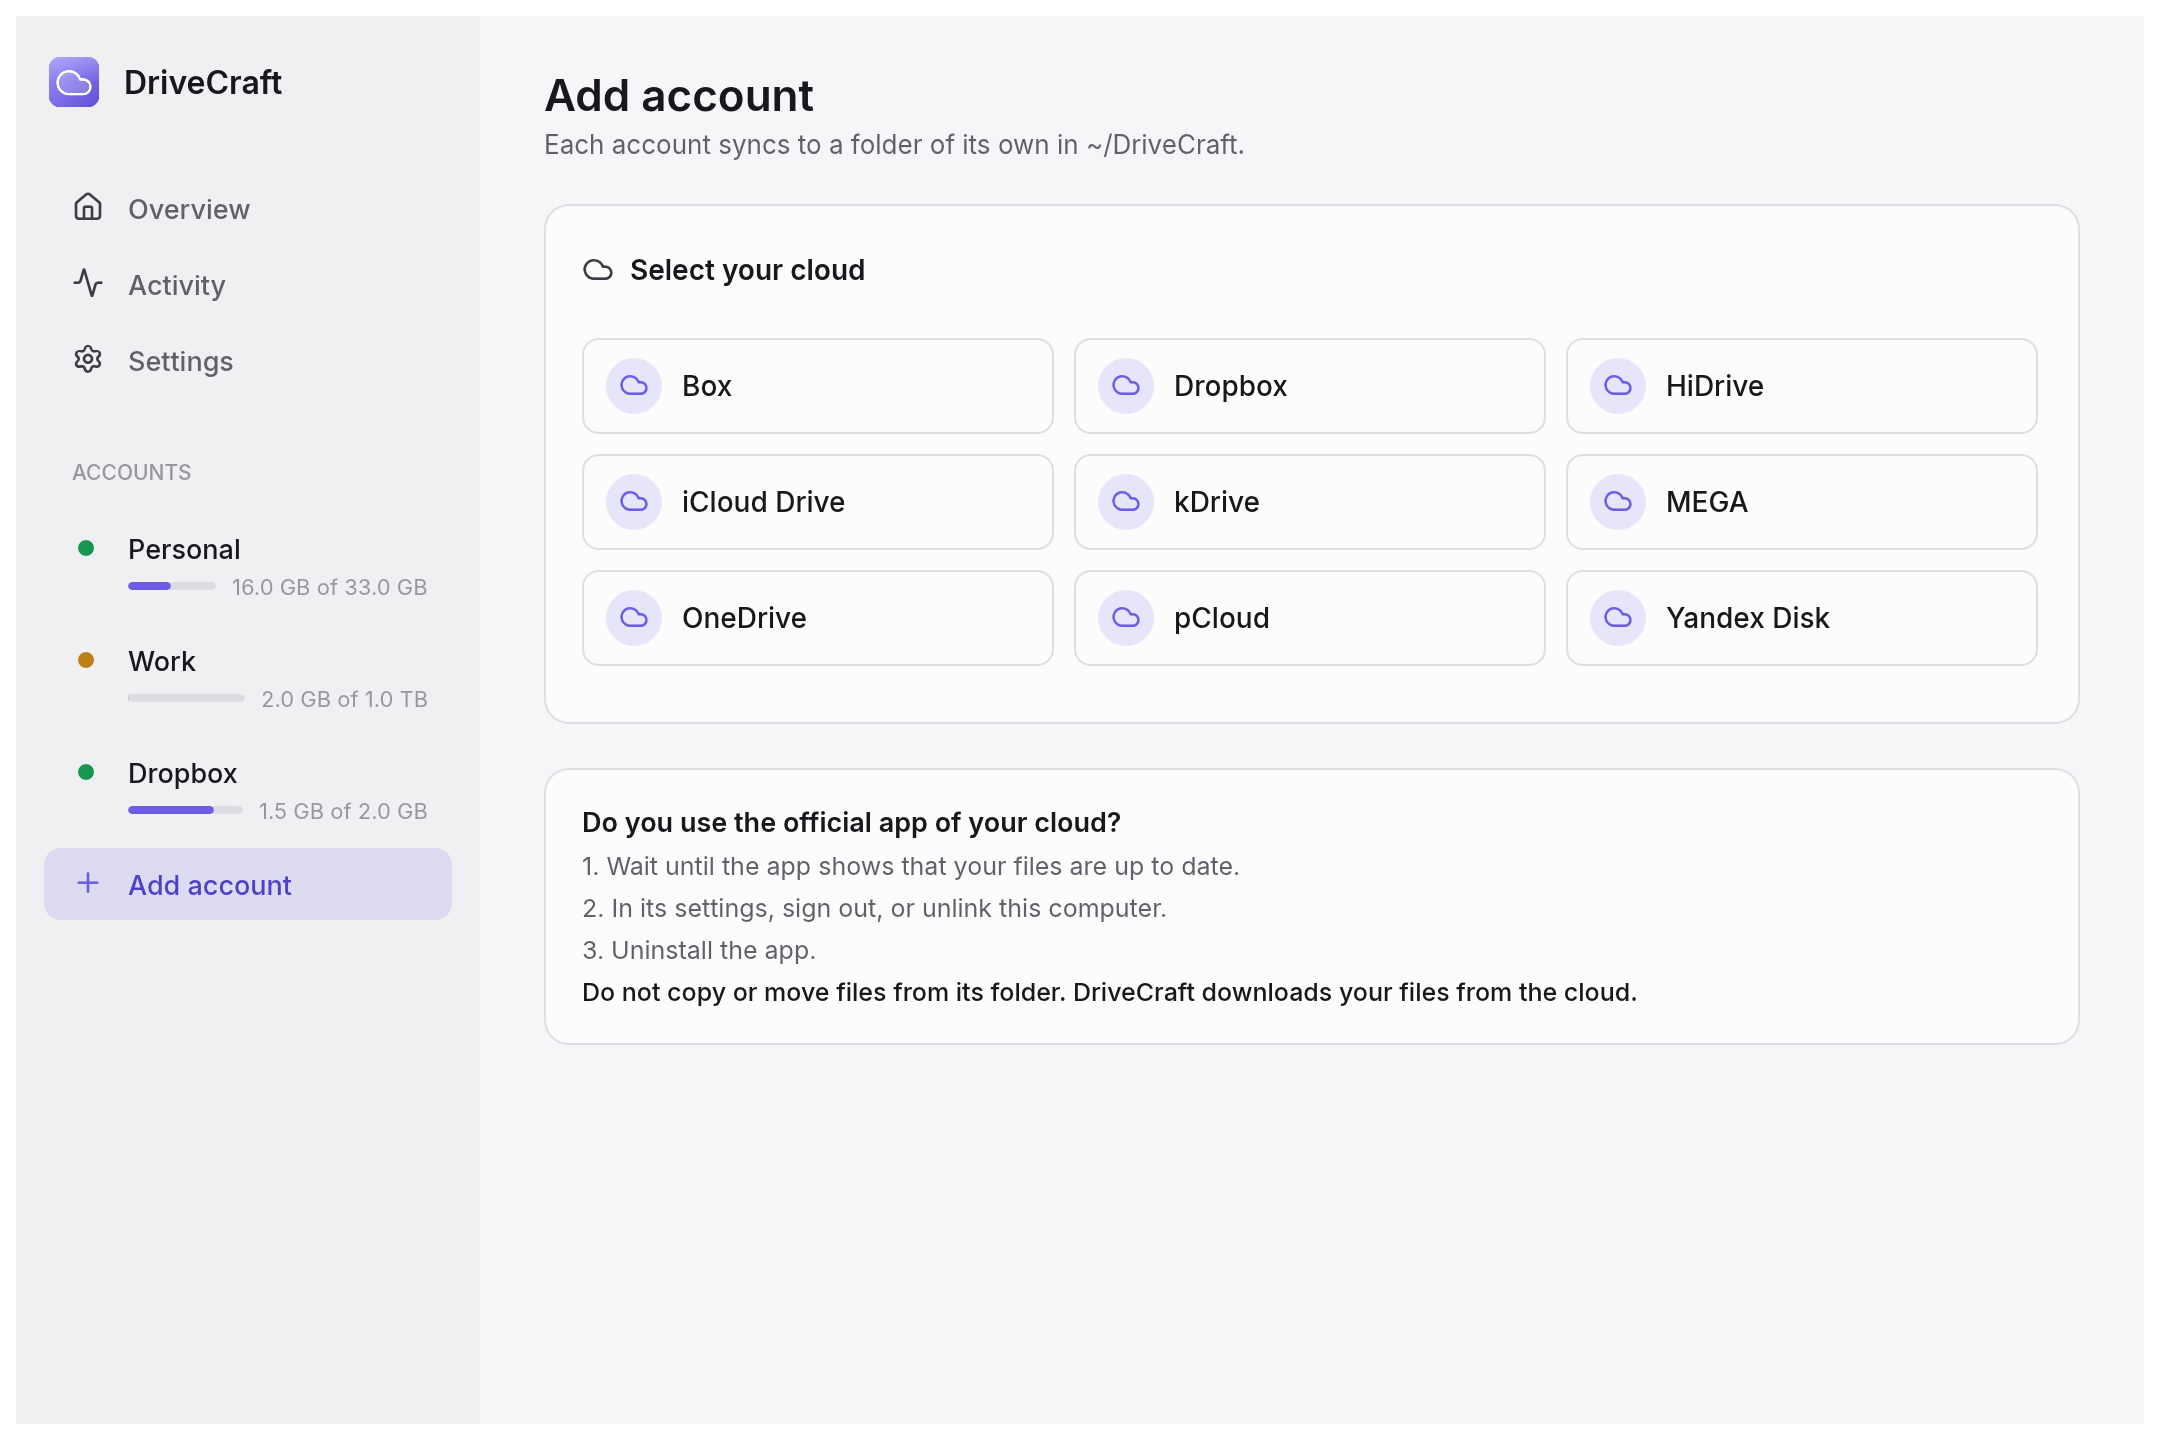 DriveCraft
Overview
Activity
Settings
ACCOUNTS
Personal
16.0 GB of 33.0 GB
Work
2.0 GB of 1.0 TB
Dropbox
1.5 GB of 2.0 GB
Add account
Add account
Each account syncs to a folder of its own in ~/DriveCraft.
Select your cloud
Box
Dropbox
HiDrive
iCloud Drive
kDrive
MEGA
OneDrive
pCloud
Yandex Disk
Do you use the official app of your cloud?
1. Wait until the app shows that your files are up to date.
2. In its settings, sign out, or unlink this computer.
3. Uninstall the app.
Do not copy or move files from its folder. DriveCraft downloads your files from the cloud.